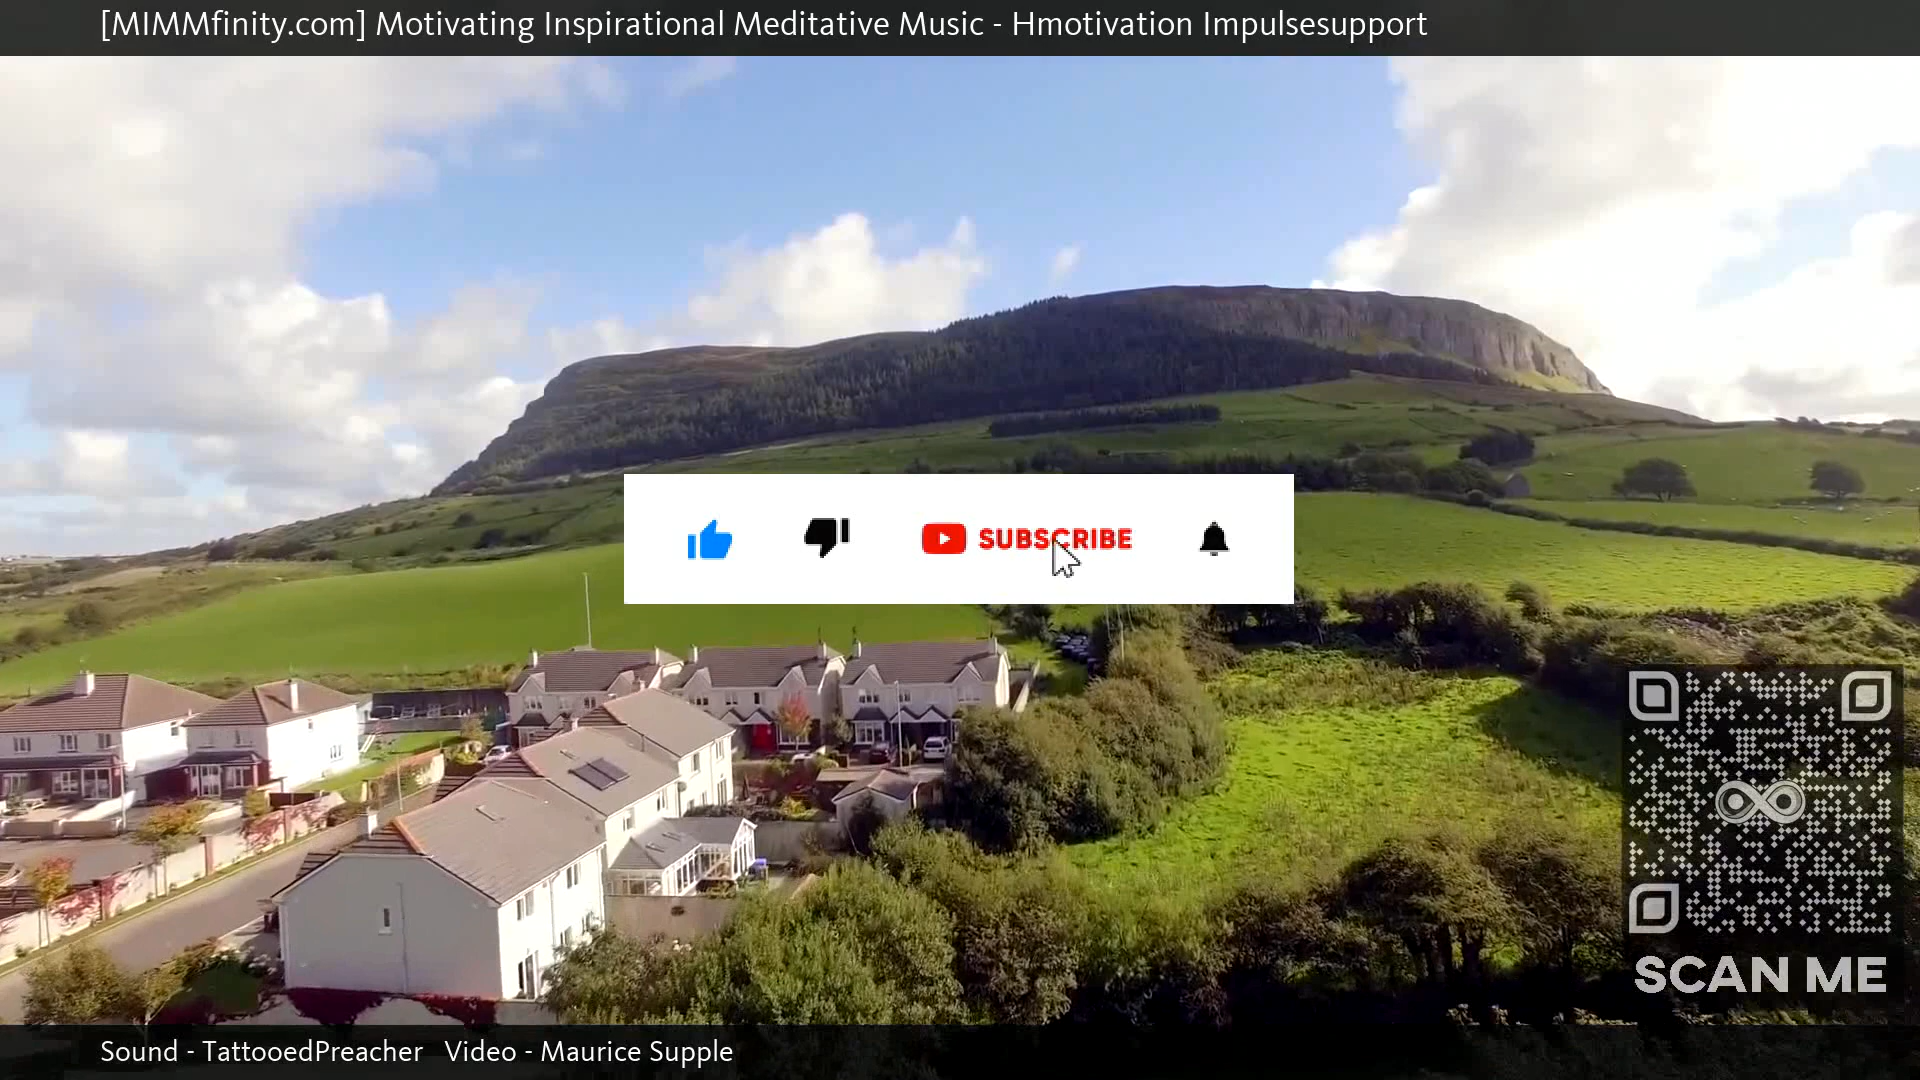 [MIMMfinity.com] Motivating Inspirational Meditative Music - Hmotivation Impulsesupport
SUBSCRIBE
SCAN ME
Sound - TattooedPreacher Video - Maurice Supple